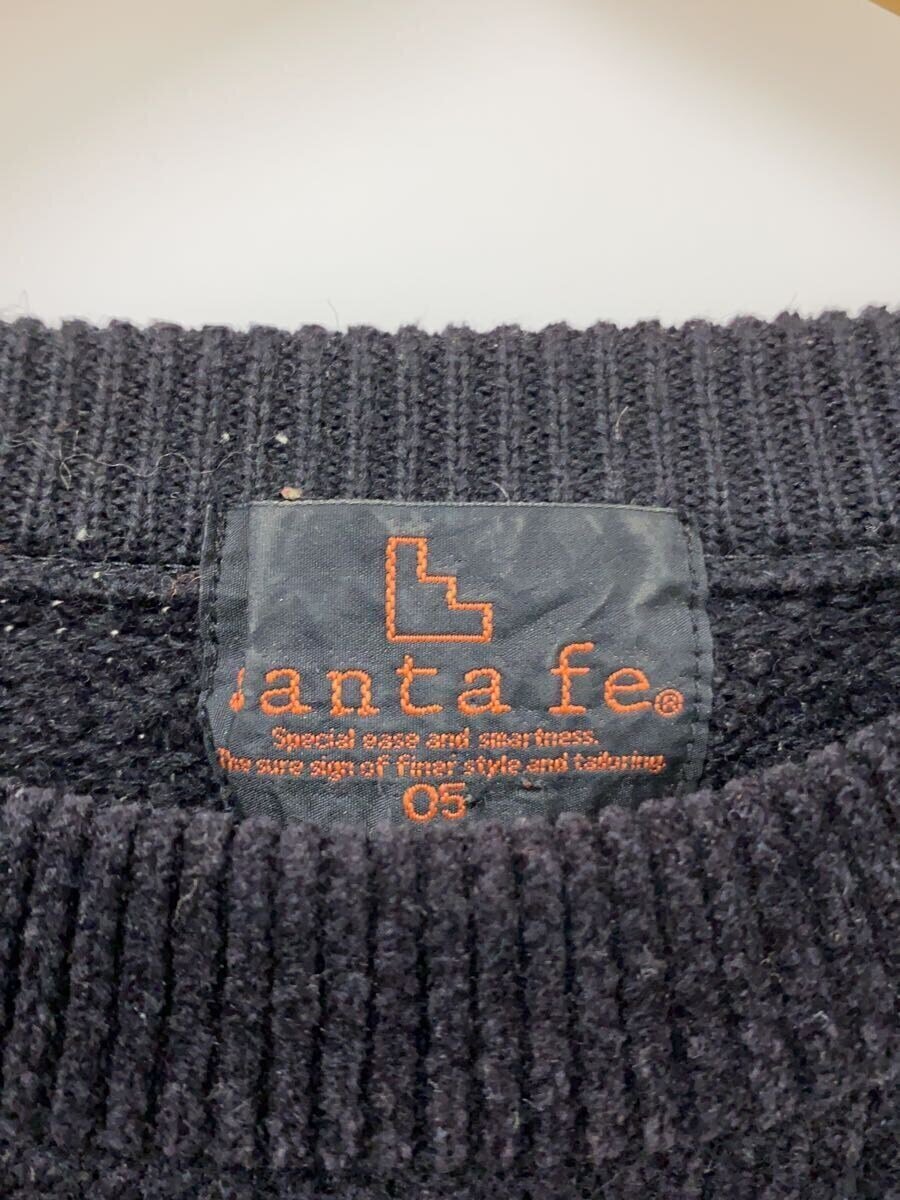 santa fe®
Special ease and smartness.
The sure sign of finer style and tailoring
05